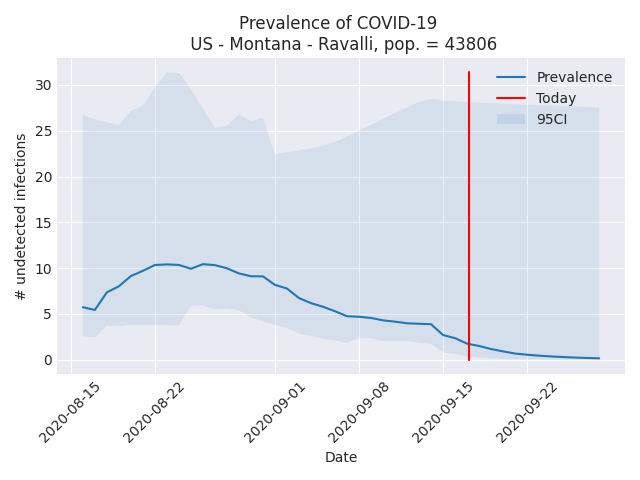 Prevalence of COVID-19
US - Montana - Ravalli, pop. = 43806
# undetected infections
30
25
20
15
10
5
0
Prevalence
Today
95CI
2020-08-15
2020-08-22
2020-09-01
2020-09-08
2020-09-15
2020-09-22
Date